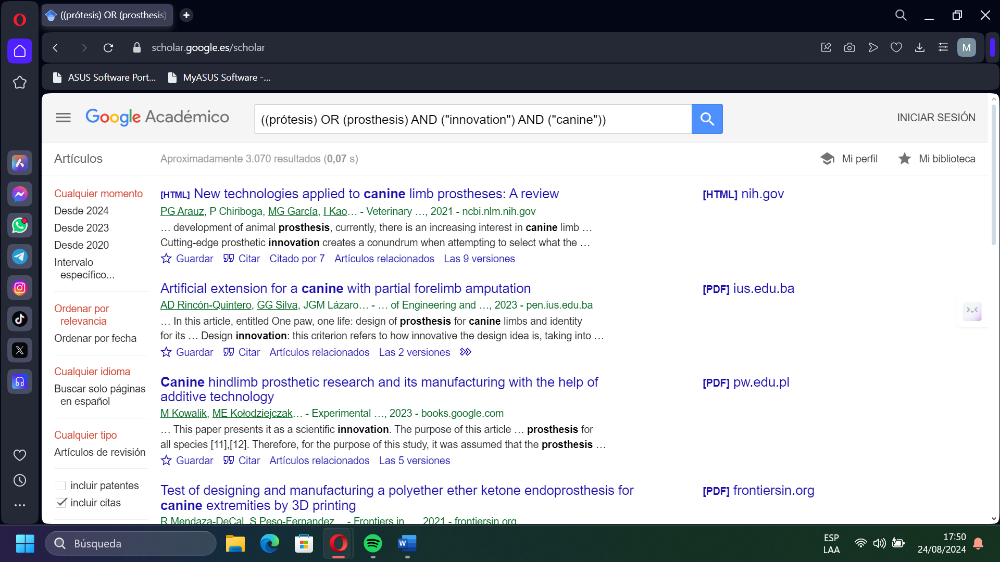 ((prótesis) OR (prosthesis)
scholar.google.es/scholar
M
ASUS Software Port...
MyASUS Software -...
Google Académico
((prótesis) OR (prosthesis) AND ("innovation") AND ("canine"))
INICIAR SESIÓN
Artículos
Aproximadamente 3.070 resultados (0,07 s)
Mi perfil
Mi biblioteca
Cualquier momento
Desde 2024
Desde 2023
Desde 2020
Intervalo
específico...
Ordenar por
relevancia
Ordenar por fecha
Cualquier idioma
Buscar solo páginas
en español
Cualquier tipo
Artículos de revisión
incluir patentes
incluir citas
[HTML] New technologies applied to canine limb prostheses: A review
PG Arauz, P Chiriboga, MG García, I Kao… - Veterinary …, 2021 - ncbi.nlm.nih.gov
… development of animal prosthesis, currently, there is an increasing interest in canine limb …
Cutting-edge prosthetic innovation creates a conundrum when attempting to select what the …
Guardar Citar Citado por 7 Artículos relacionados Las 9 versiones
[HTML] nih.gov
Artificial extension for a canine with partial forelimb amputation
AD Rincón-Quintero, GG Silva, JGM Lázaro… - … of Engineering and …, 2023 - pen.ius.edu.ba
… In this article, entitled One paw, one life: design of prosthesis for canine limbs and identity
for its … Design innovation: this criterion refers to how innovative the design idea is, taking into …
Guardar Citar Artículos relacionados Las 2 versiones
[PDF] ius.edu.ba
Canine hindlimb prosthetic research and its manufacturing with the help of
additive technology
M Kowalik, ME Kołodziejczak… - Experimental …, 2023 - books.google.com
… This paper presents it as a scientific innovation. The purpose of this article … prosthesis for
all species [11],[12]. Therefore, for the purpose of this study, it was assumed that the prosthesis …
Guardar Citar Artículos relacionados Las 5 versiones
[PDF] pw.edu.pl
Test of designing and manufacturing a polyether ether ketone endoprosthesis for
canine extremities by 3D printing
R Mendaza-DeCal, S Peso-Fernandez… - Frontiers in …, 2021 - frontiersin.org
[PDF] frontiersin.org
Búsqueda
W
ESP
LAA
17:50
24/08/2024